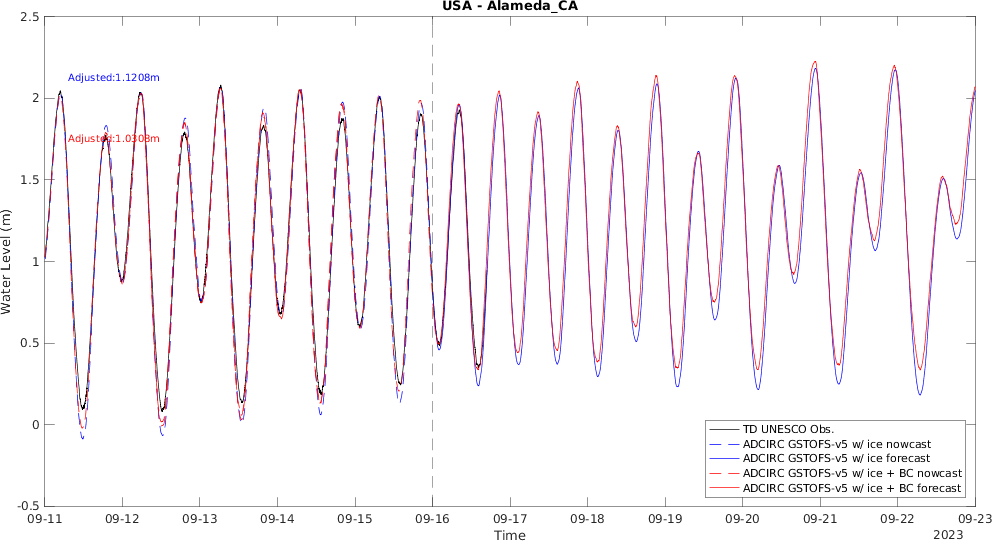 USA - Alameda_CA
2.5
2
1.5
1
0.5
0
-0.5
Water Level (m)
Adjusted:1.1208m
Adjusted:1.0308m
TD UNESCO Obs.
ADCIRC GSTOFS-v5 w/ ice nowcast
ADCIRC GSTOFS-v5 w/ ice forecast
ADCIRC GSTOFS-v5 w/ ice + BC nowcast
ADCIRC GSTOFS-v5 w/ ice + BC forecast
09-11 09-12 09-13 09-14 09-15 09-16 09-17 09-18 09-19 09-20 09-21 09-22 09-23
Time
2023